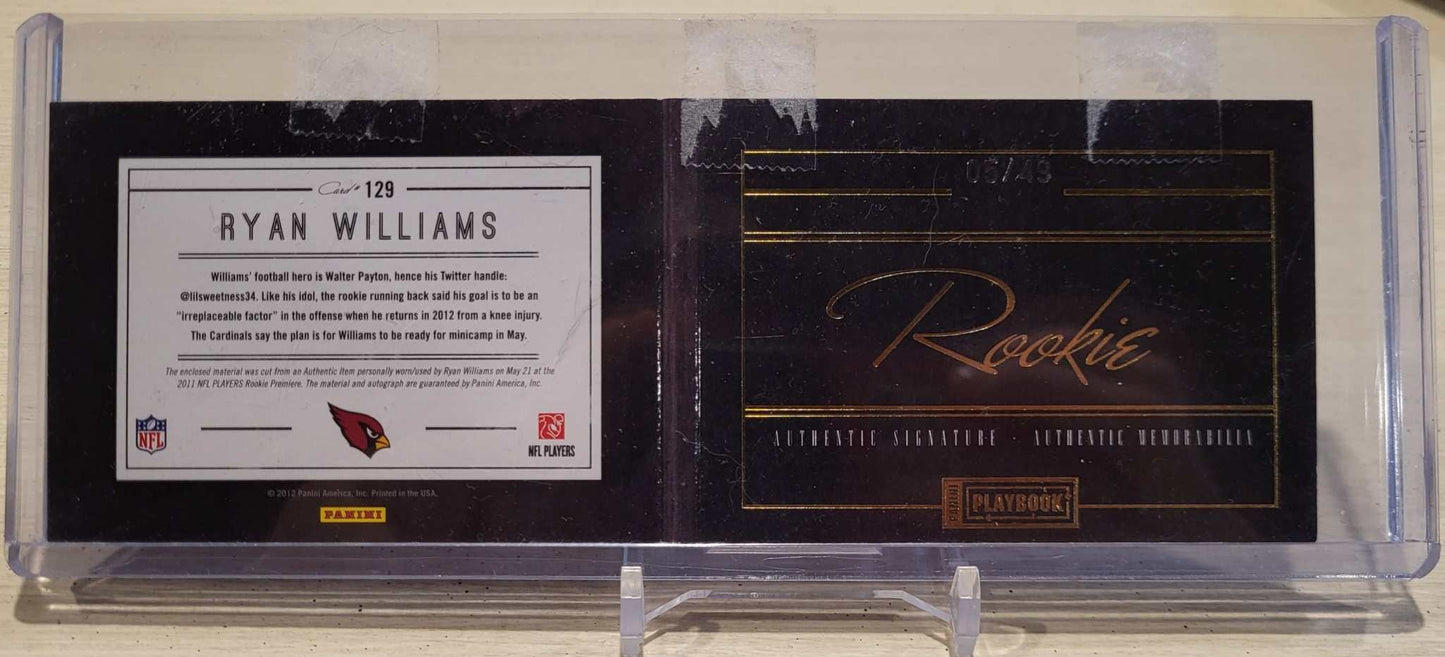 Card # 129
RYAN WILLIAMS
Williams' football hero is Walter Payton, hence his Twitter handle:
@lilsweetness34. Like his idol, the rookie running back said his goal is to be an
"irreplaceable factor" in the offense when he returns in 2012 from a knee injury.
The Cardinals say the plan is for Williams to be ready for minicamp in May.
The enclosed material was cut from an Authentic Item personally worn/used by Ryan Williams on May 21 at the
2011 NFL PLAYERS Rookie Premiere. The material and autograph are guaranteed by Panini America, Inc.
NFL
NFL PLAYERS
© 2012 Panini America, Inc. Printed in the USA.
PANINI
05/49
Rookie
AUTHENTIC SIGNATURE · AUTHENTIC MEMORABILIA
PANINI
PLAYBOOK